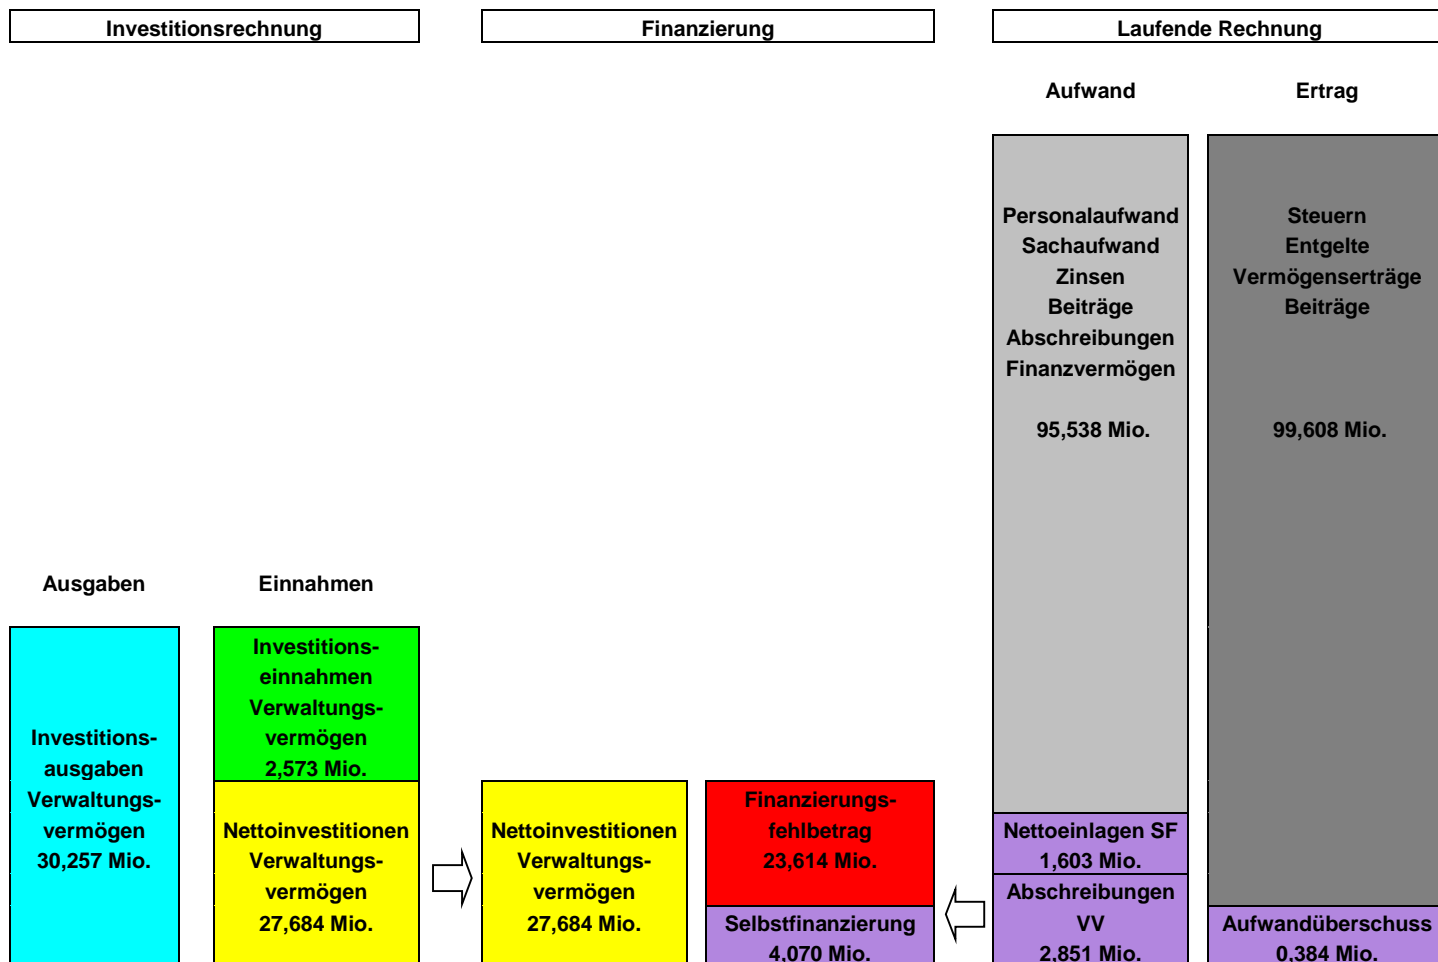 Investitionsrechnung
Finanzierung
Laufende Rechnung
Aufwand
Ertrag
Personalaufwand
Sachaufwand
Zinsen
Beiträge
Abschreibungen
Finanzvermögen
95,538 Mio.
Steuern
Entgelte
Vermögenserträge
Beiträge
99,608 Mio.
Ausgaben
Einnahmen
Investitions-
ausgaben
Verwaltungs-
vermögen
30,257 Mio.
Investitions-
einnahmen
Verwaltungs-
vermögen
2,573 Mio.
Nettoinvestitionen
Verwaltungs-
vermögen
27,684 Mio.
Nettoinvestitionen
Verwaltungs-
vermögen
27,684 Mio.
Finanzierungs-
fehlbetrag
23,614 Mio.
Selbstfinanzierung
4,070 Mio.
Nettoeinlagen SF
1,603 Mio.
Abschreibungen
VV
2,851 Mio.
Aufwandüberschuss
0,384 Mio.